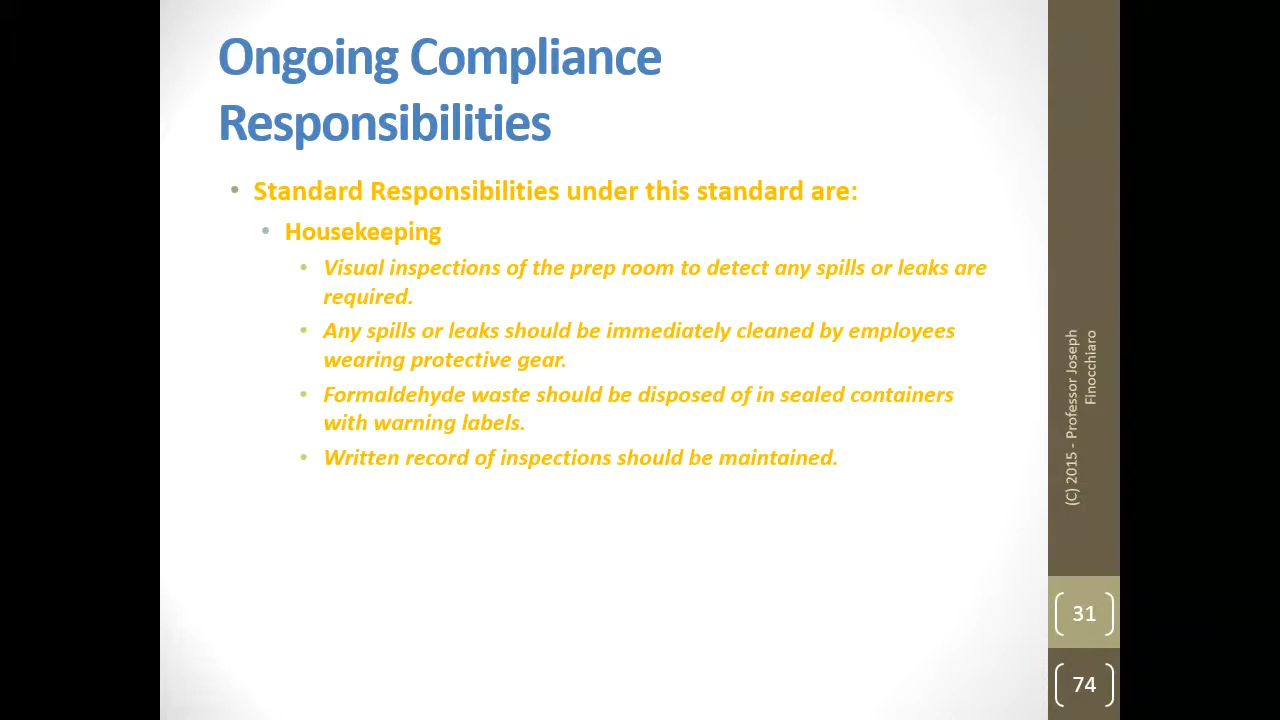 Ongoing Compliance
Responsibilities
• Standard Responsibilities under this standard are:
• Housekeeping
• Visual inspections of the prep room to detect any spills or leaks are
required.
• Any spills or leaks should be immediately cleaned by employees
wearing protective gear.
• Formaldehyde waste should be disposed of in sealed containers
with warning labels.
• Written record of inspections should be maintained.
(C) 2015 - Professor Joseph
Finocchiaro
31
74